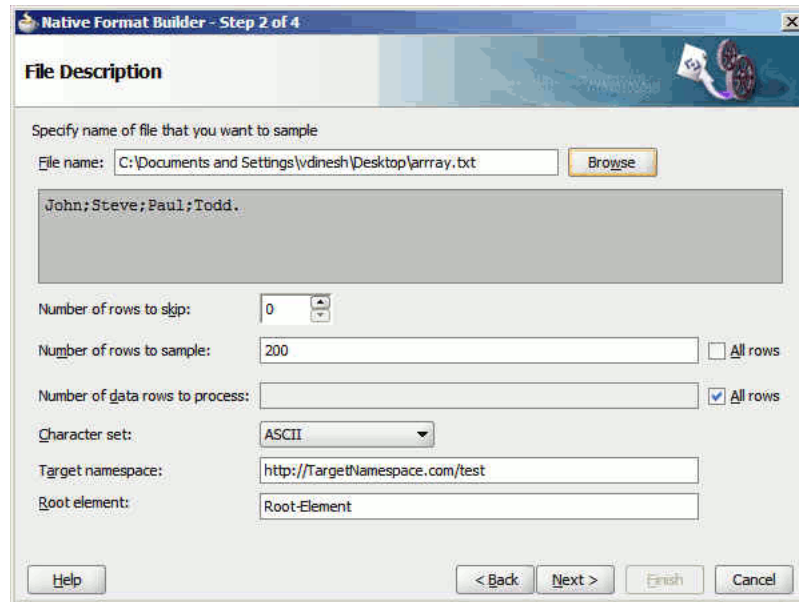 Native Format Builder - Step 2 of 4
File Description
Specify name of file that you want to sample
File name: C:\Documents and Settings\vdinesh\Desktop\arrray.txt Browse
John;Steve;Paul;Todd.
Number of rows to skip: 0
Number of rows to sample: 200 All rows
Number of data rows to process: All rows
Character set: ASCII
Target namespace: http://TargetNamespace.com/test
Root element: Root-Element
Help < Back Next > Finish Cancel